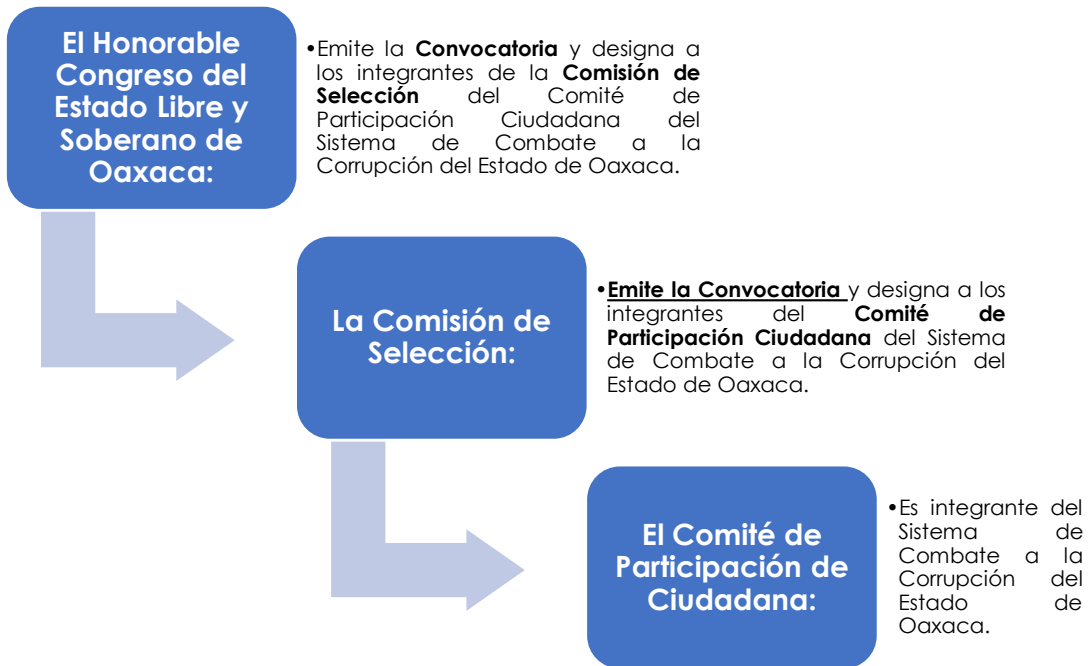 El Honorable
Congreso del
Estado Libre y
Soberano de
Oaxaca:
•Emite la Convocatoria y designa a
los integrantes de la Comisión de
Selección del Comité de
Participación Ciudadana del
Sistema de Combate a la
Corrupción del Estado de Oaxaca.
La Comisión de
Selección:
•Emite la Convocatoria y designa a los
integrantes del Comité de
Participación Ciudadana del Sistema
de Combate a la Corrupción del
Estado de Oaxaca.
El Comité de
Participación de
Ciudadana:
•Es integrante del
Sistema de
Combate a la
Corrupción del
Estado de
Oaxaca.